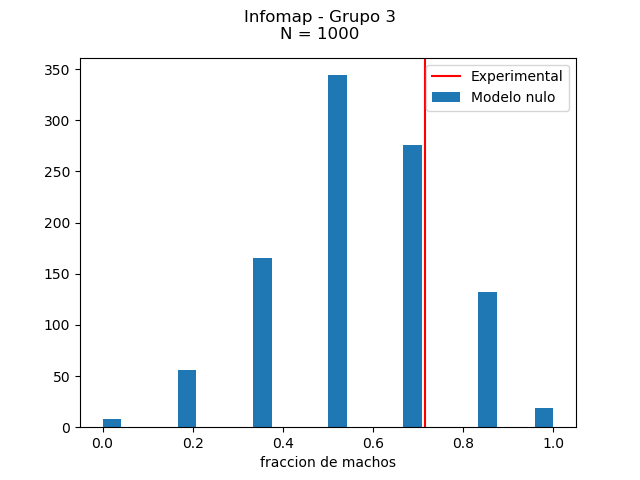 Infomap - Grupo 3
N = 1000
350
300
250
200
150
100
50
0
Experimental
Modelo nulo
0.0 0.2 0.4 0.6 0.8 1.0
fraccion de machos